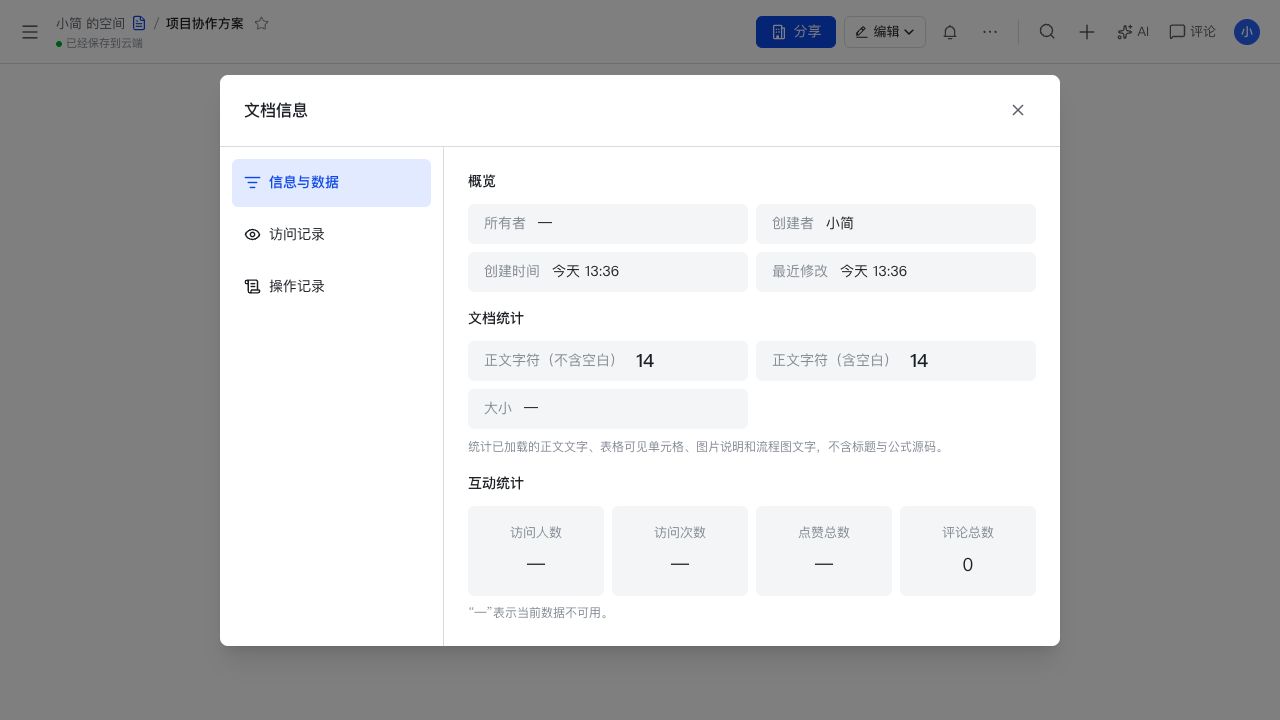 小简 的空间 / 项目协作方案
已经保存到云端
分享 编辑 AI 评论 小
文档信息
信息与数据
访问记录
操作记录
概览
所有者 — 创建者 小简
创建时间 今天 13:36 最近修改 今天 13:36
文档统计
正文字符（不含空白） 14 正文字符（含空白） 14
大小 —
统计已加载的正文文字、表格可见单元格、图片说明和流程图文字，不含标题与公式源码。
互动统计
访问人数 访问次数 点赞总数 评论总数
— — — 0
“—”表示当前数据不可用。